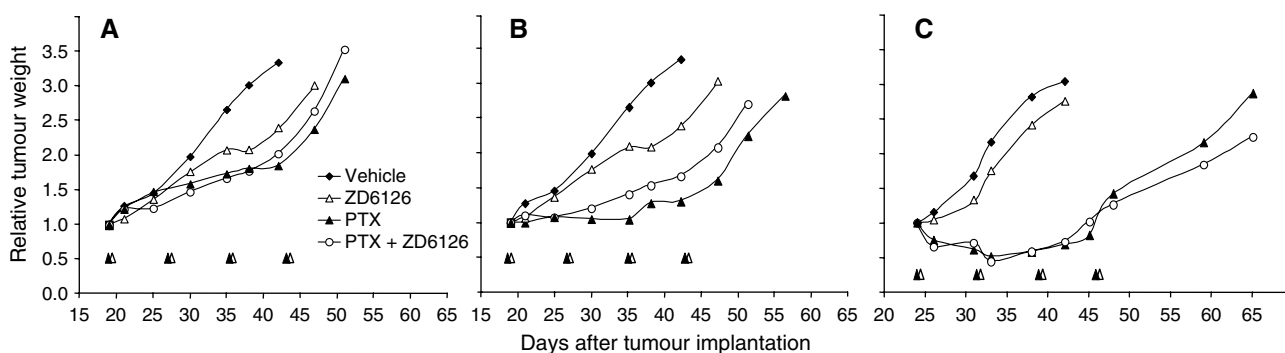 A B C
Relative tumour weight
3.5
3.0
2.5
2.0
1.5
1.0
0.5
0.0
Vehicle
ZD6126
PTX
PTX + ZD6126
15 20 25 30 35 40 45 50 55 60 65
15 20 25 30 35 40 45 50 55 60 65
20 25 30 35 40 45 50 55 60 65
Days after tumour implantation